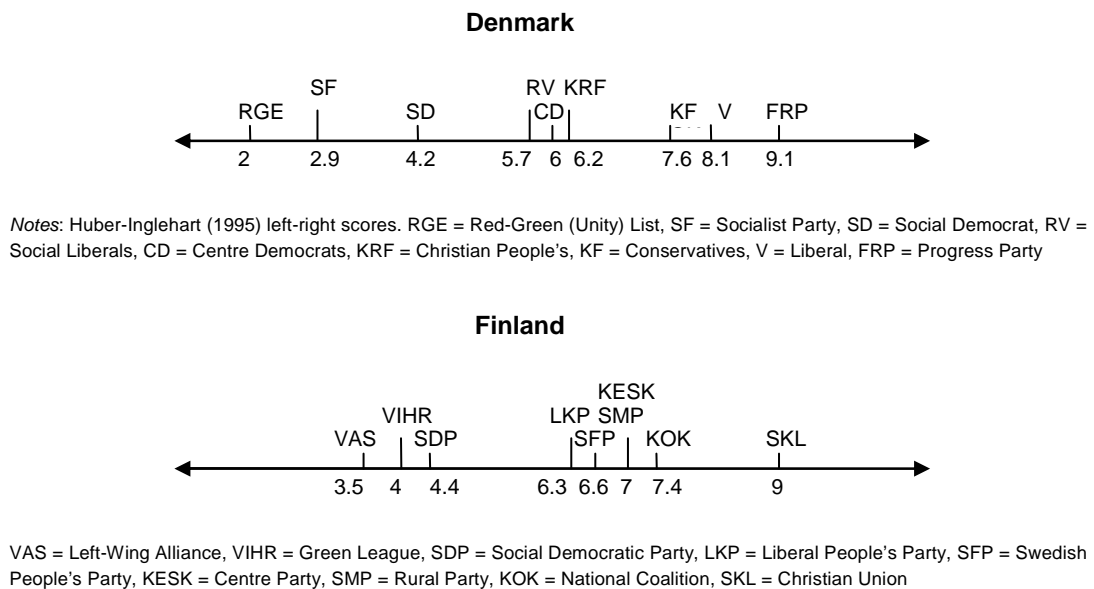 Denmark
RV KRF
SF
RGE SD CD KF V FRP
2 2.9 4.2 5.7 6 6.2 7.6 8.1 9.1
Notes: Huber-Inglehart (1995) left-right scores. RGE = Red-Green (Unity) List, SF = Socialist Party, SD = Social Democrat, RV =
Social Liberals, CD = Centre Democrats, KRF = Christian People's, KF = Conservatives, V = Liberal, FRP = Progress Party
Finland
KESK
VIHR LKP SMP
VAS SDP SFP KOK SKL
3.5 4 4.4 6.3 6.6 7 7.4 9
VAS = Left-Wing Alliance, VIHR = Green League, SDP = Social Democratic Party, LKP = Liberal People's Party, SFP = Swedish
People's Party, KESK = Centre Party, SMP = Rural Party, KOK = National Coalition, SKL = Christian Union